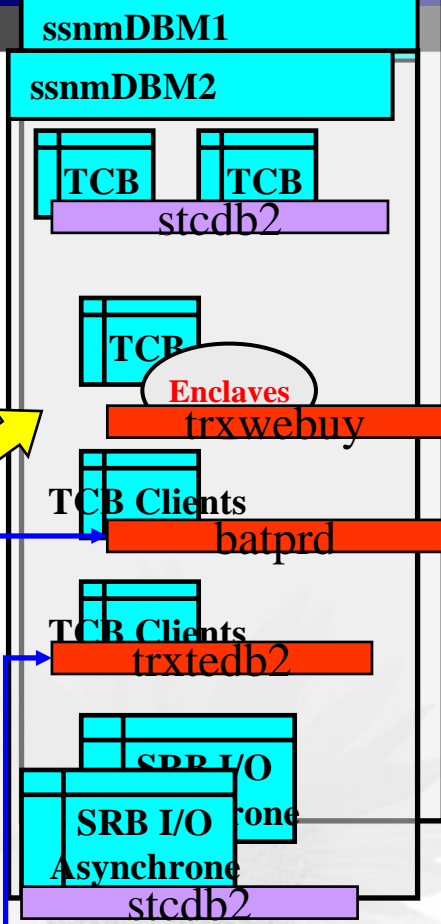 ssnmDBM1
ssnmDBM2
TCB TCB
stcdb2
TCB
Enclaves
trxwebuy
TCB Clients
batprd
TCB Clients
trxtedb2
SRB I/O
rone
SRB I/O
Asynchrone
stcdb2